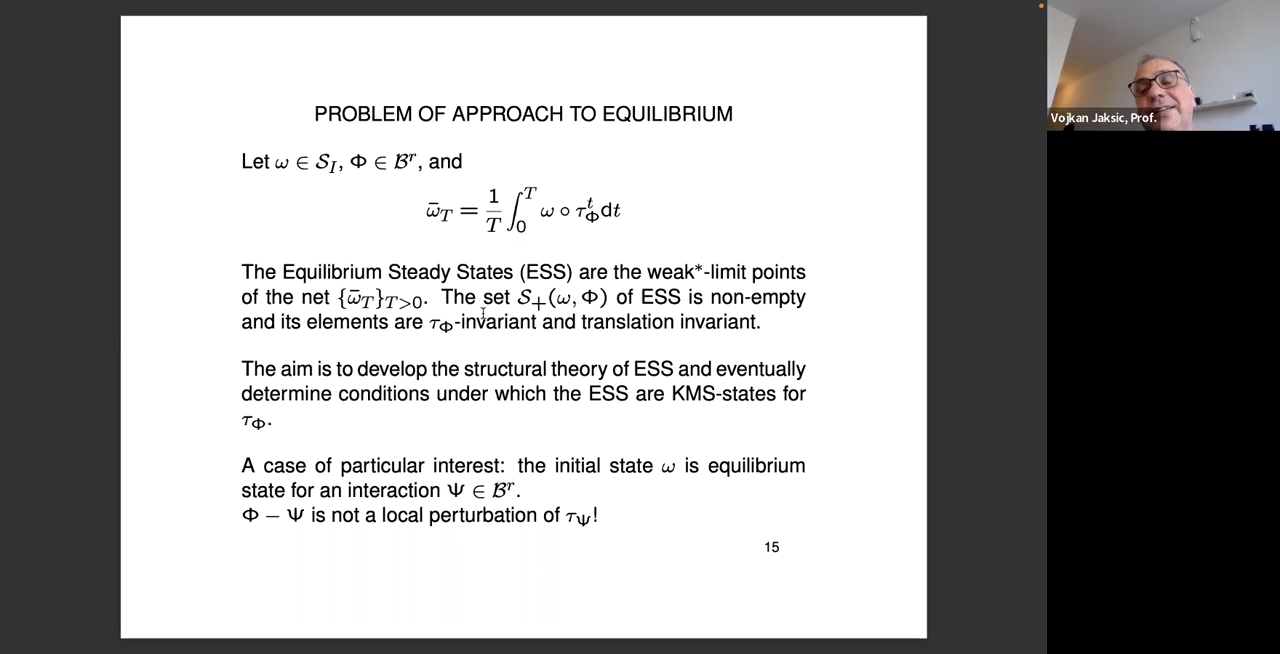 PROBLEM OF APPROACH TO EQUILIBRIUM
Let ω ∈ 𝒮_I, Φ ∈ ℬ^r, and
ω̄_T = 1/T ∫_0^T ω ∘ τ_Φ^t dt
The Equilibrium Steady States (ESS) are the weak*-limit points
of the net {ω̄_T}_{T>0}. The set 𝒮_+(ω, Φ) of ESS is non-empty
and its elements are τ_Φ-invariant and translation invariant.
The aim is to develop the structural theory of ESS and eventually
determine conditions under which the ESS are KMS-states for
τ_Φ.
A case of particular interest: the initial state ω is equilibrium
state for an interaction Ψ ∈ ℬ^r.
Φ − Ψ is not a local perturbation of τ_Ψ!
15
Vojkan Jaksic, Prof.